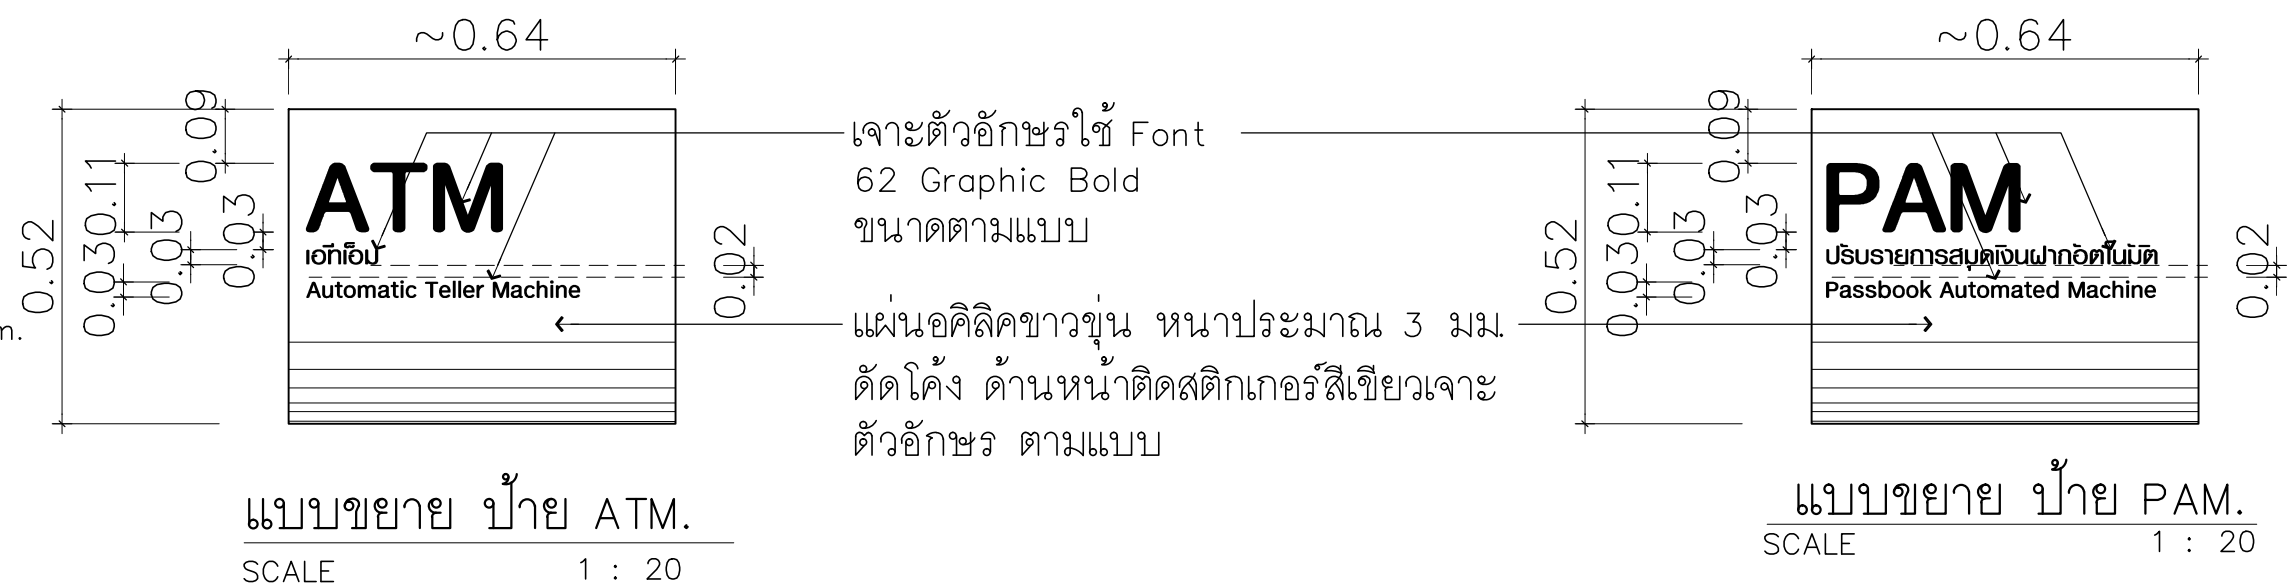 ~0.64
0.09
0.11
0.03
0.03
0.03
0.52
0.02
ATM
เอทีเอ็ม
Automatic Teller Machine
m.
แบบขยาย ป้าย ATM.
SCALE 1 : 20
เจาะตัวอักษรใช้ Font
62 Graphic Bold
ขนาดตามแบบ
แผ่นอคิลิคขาวขุ่น หนาประมาณ 3 มม.
ดัดโค้ง ด้านหน้าติดสติกเกอร์สีเขียวเจาะ
ตัวอักษร ตามแบบ
~0.64
0.09
0.11
0.03
0.03
0.03
0.52
0.02
PAM
ปรับรายการสมุดเงินฝากอัตโนมัติ
Passbook Automated Machine
แบบขยาย ป้าย PAM.
SCALE 1 : 20